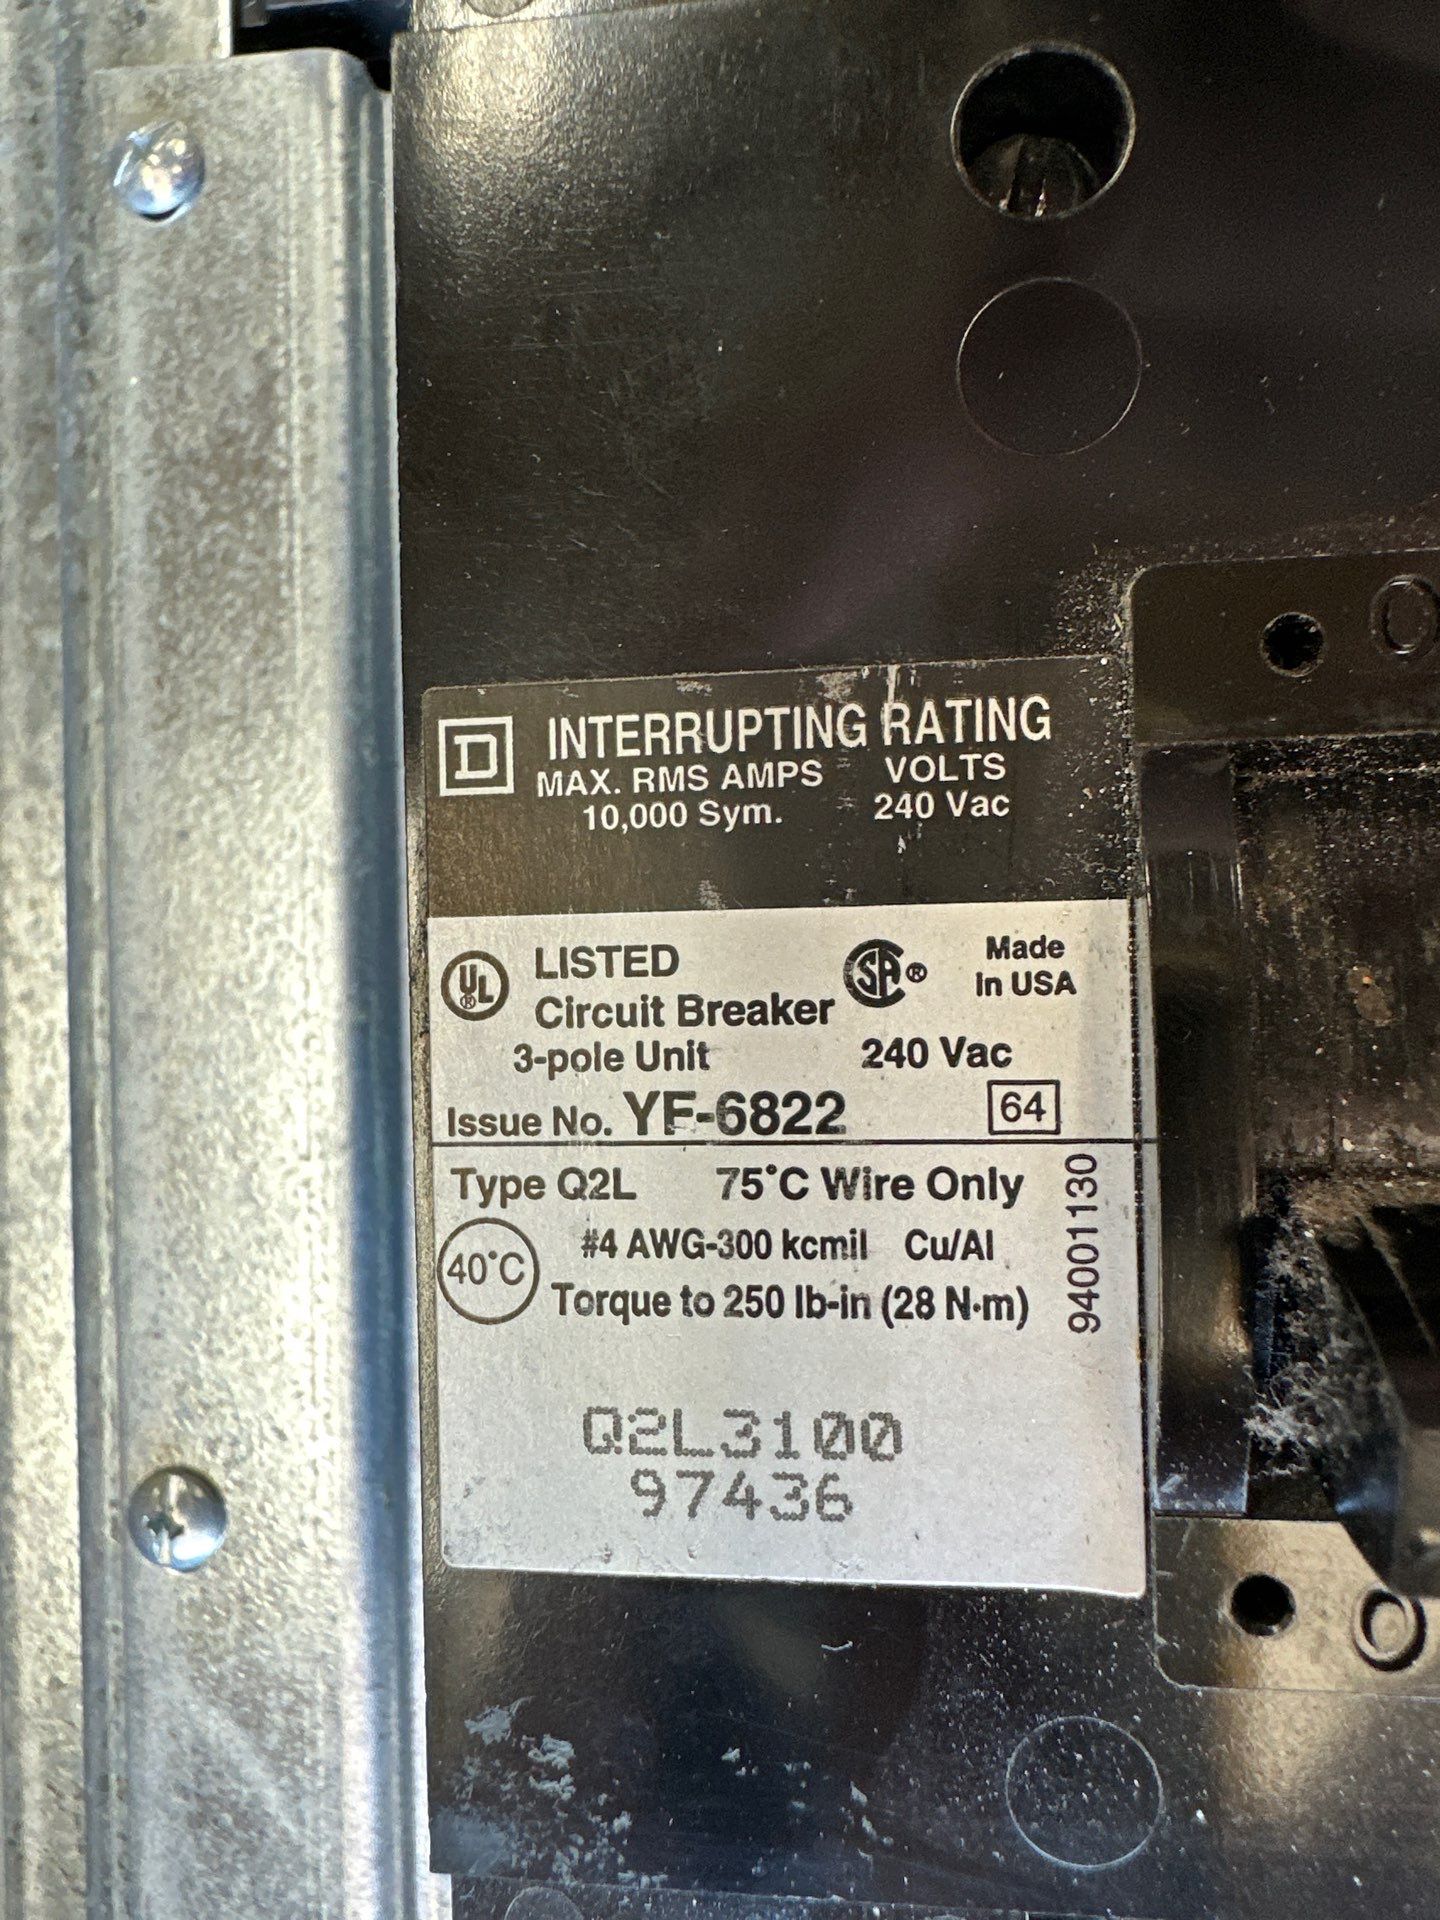 D INTERRUPTING RATING
MAX. RMS AMPS VOLTS
10,000 Sym. = 240 Vac
UL® LISTED SA® Made
Circuit Breaker in USA
3-pole Unit 240 Vac
Issue No. YF-6822 64
Type Q2L 75°C Wire Only
40°C #4 AWG-300 kcmil Cu/Al
Torque to 250 lb-in (28 N·m)
94001130
Q2L3100
97436
O
O